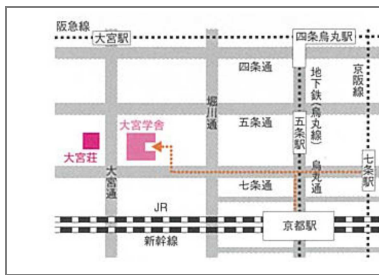 阪急線
大宮駅
四条烏丸駅
四条通
京阪線
地下鉄(烏丸線)
堀川通
大宮学舎
五条通
五条駅
大宮荘
大宮通
烏丸通
七条駅
七条通
JR
京都駅
新幹線